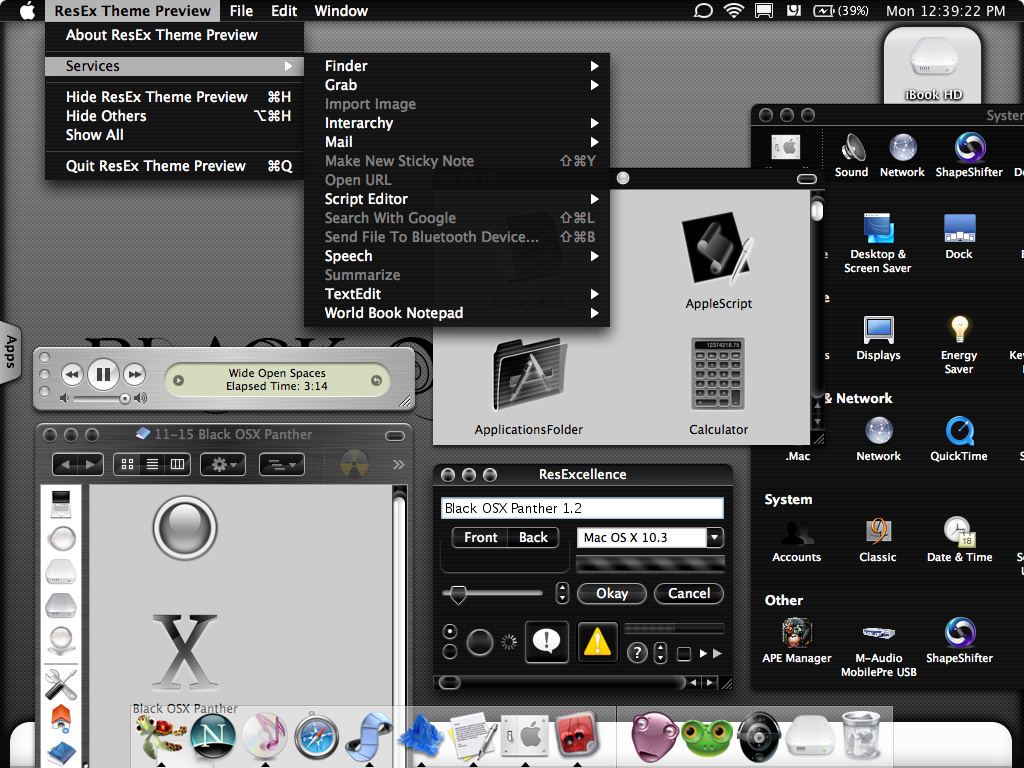 ResEx Theme Preview File Edit Window (39%) Mon 12:39:22 PM
About ResEx Theme Preview
Services
Hide ResEx Theme Preview ⌘H
Hide Others ⌥⌘H
Show All
Quit ResEx Theme Preview ⌘Q
Finder
Grab
Import Image
Interarchy
Mail
Make New Sticky Note ⇧⌘Y
Open URL
Script Editor
Search With Google ⇧⌘L
Send File To Bluetooth Device... ⇧⌘B
Speech
Summarize
TextEdit
World Book Notepad
iBook HD
Apps
Wide Open Spaces
Elapsed Time: 3:14
AddressBook
AppleScript
ApplicationsFolder
Calculator
12374218.75
11-15 Black OSX Panther
X
Black OSX Panther
ResExcellence
Black OSX Panther 1.2
Front Back
Mac OS X 10.3
Okay Cancel
?
Sound
Network
ShapeShifter
Desktop &
Screen Saver
Dock
Displays
Energy
Saver
& Network
.Mac
Network
QuickTime
System
Accounts
Classic
Date & Time
18
Other
APE Manager
M-Audio
MobilePre USB
ShapeShifter
N